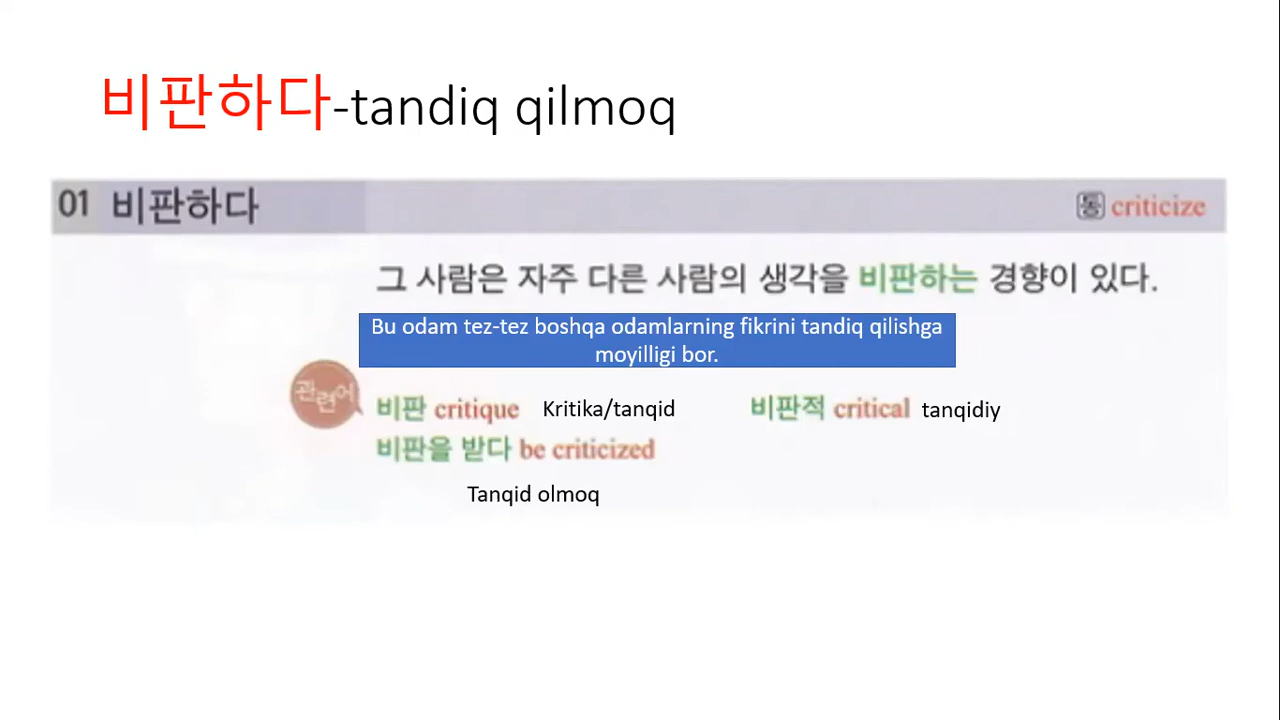 비판하다-tandiq qilmoq
01 비판하다 동 criticize
그 사람은 자주 다른 사람의 생각을 비판하는 경향이 있다.
Bu odam tez-tez boshqa odamlarning fikrini tandiq qilishga
moyilligi bor.
관련어
비판 critique Kritika/tanqid 비판적 critical tanqidiy
비판을 받다 be criticized
Tanqid olmoq